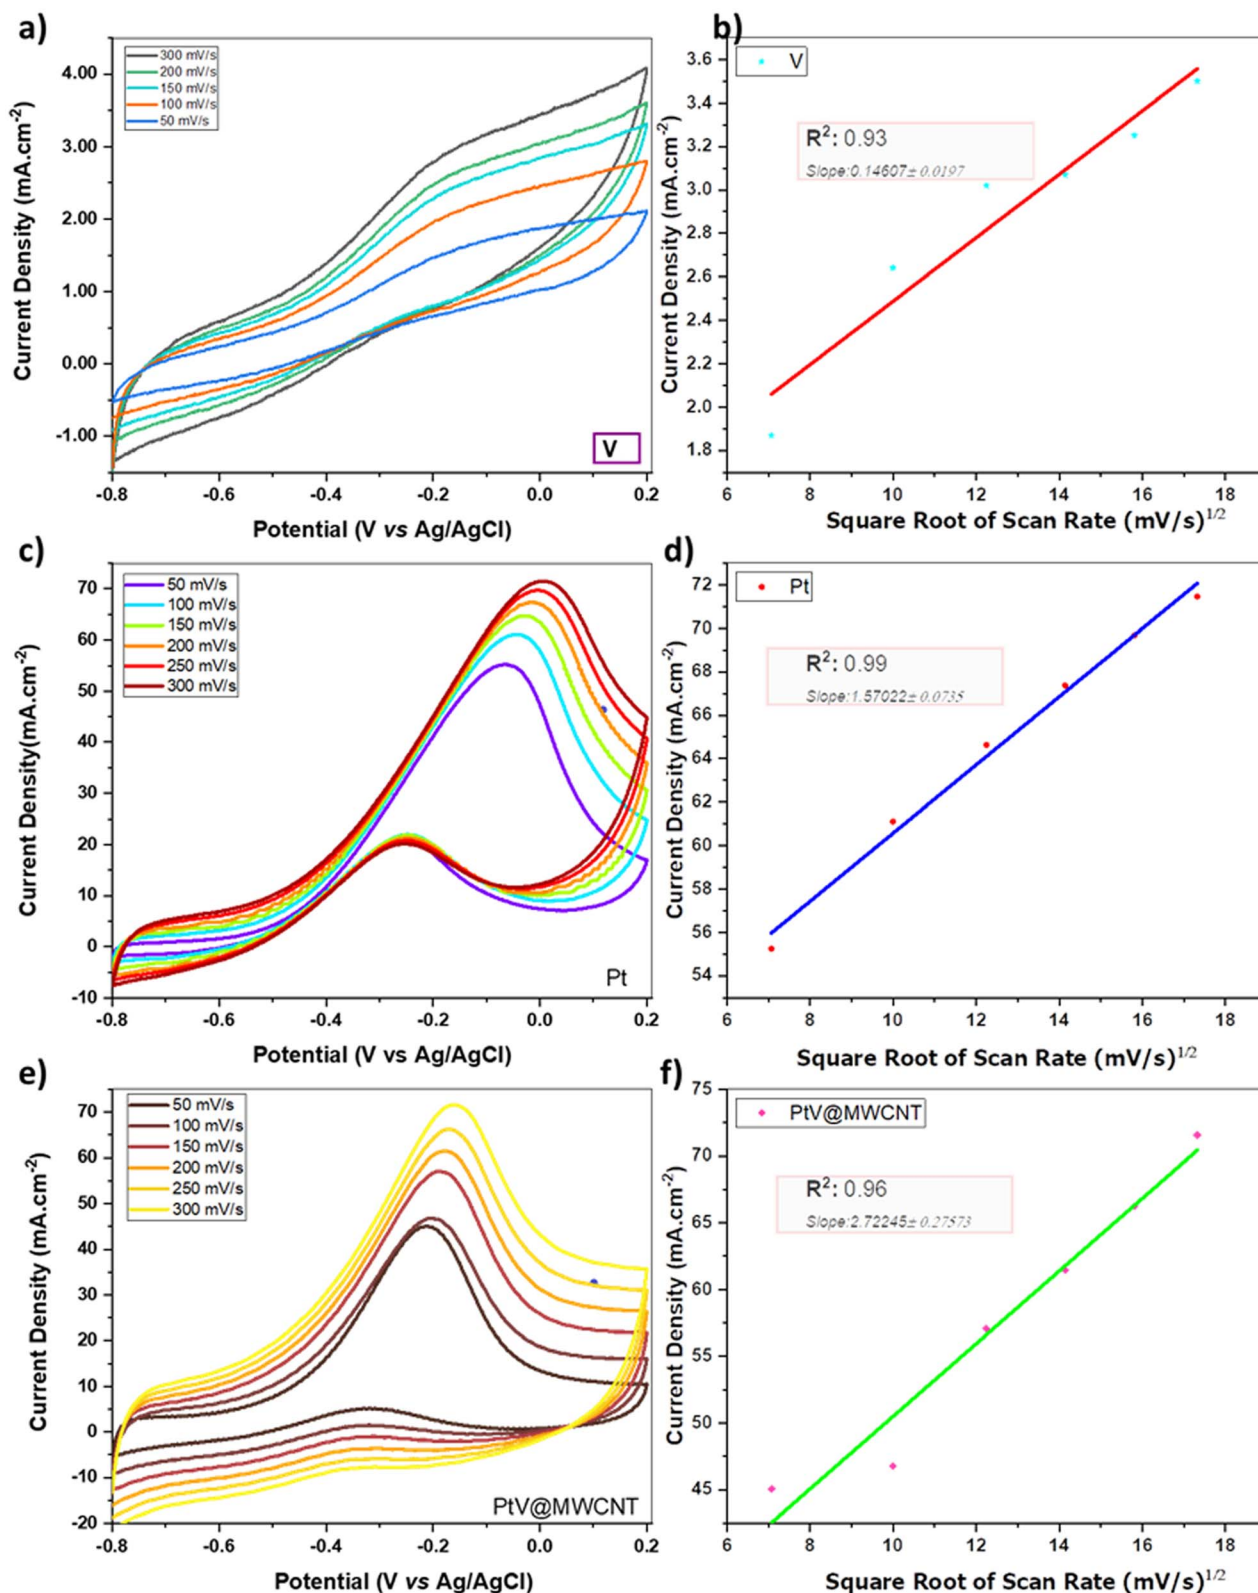 a)
300 mV/s
200 mV/s
150 mV/s
100 mV/s
50 mV/s
4.00
3.00
2.00
1.00
0.00
-1.00
Current Density (mA.cm-2)
V
-0.8 -0.6 -0.4 -0.2 0.0 0.2
Potential (V vs Ag/AgCl)
b)
V
R2: 0.93
Slope:0.14607± 0.0197
3.6
3.4
3.2
3.0
2.8
2.6
2.4
2.2
2.0
1.8
Current Density (mA.cm-2)
6 8 10 12 14 16 18
Square Root of Scan Rate (mV/s)1/2
c)
50 mV/s
100 mV/s
150 mV/s
200 mV/s
250 mV/s
300 mV/s
70
60
50
40
30
20
10
0
-10
Current Density(mA.cm-2)
Pt
-0.8 -0.6 -0.4 -0.2 0.0 0.2
Potential (V vs Ag/AgCl)
d)
Pt
R2: 0.99
Slope:1.57022± 0.0735
72
70
68
66
64
62
60
58
56
54
Current Density (mA.cm-2)
6 8 10 12 14 16 18
Square Root of Scan Rate (mV/s)1/2
e)
50 mV/s
100 mV/s
150 mV/s
200 mV/s
250 mV/s
300 mV/s
70
60
50
40
30
20
10
0
-10
-20
Current Density (mA.cm-2)
PtV@MWCNT
-0.8 -0.6 -0.4 -0.2 0.0 0.2
Potential (V vs Ag/AgCl)
f)
PtV@MWCNT
R2: 0.96
Slope:2.72245± 0.27573
75
70
65
60
55
50
45
Current Density (mA.cm-2)
6 8 10 12 14 16 18
Square Root of Scan Rate (mV/s)1/2